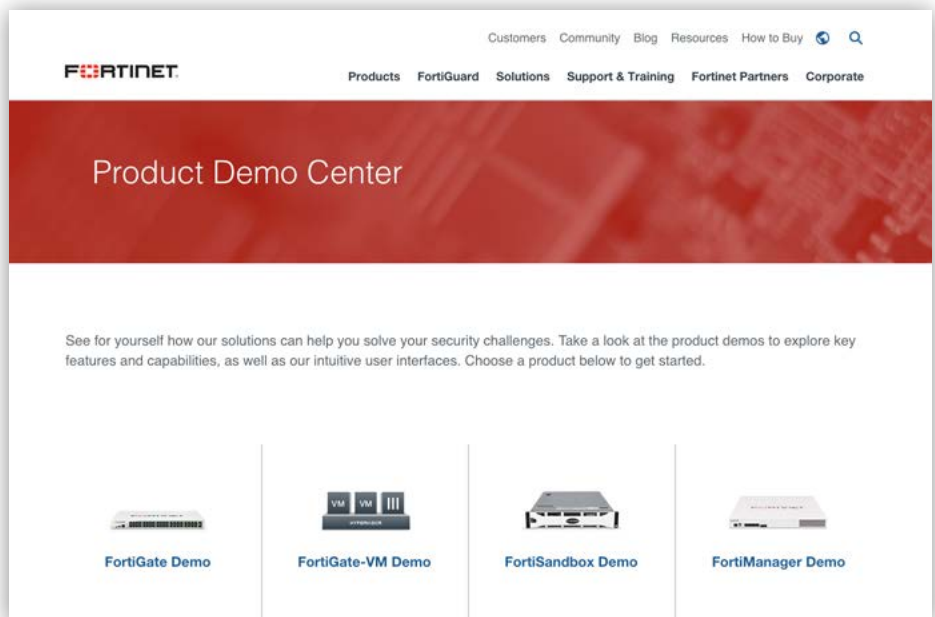 Customers Community Blog Resources How to Buy
FORTINET
Products FortiGuard Solutions Support & Training Fortinet Partners Corporate
Product Demo Center
See for yourself how our solutions can help you solve your security challenges. Take a look at the product demos to explore key
features and capabilities, as well as our intuitive user interfaces. Choose a product below to get started.
VM VM
HYPERVISOR
FortiGate Demo FortiGate-VM Demo FortiSandbox Demo FortiManager Demo